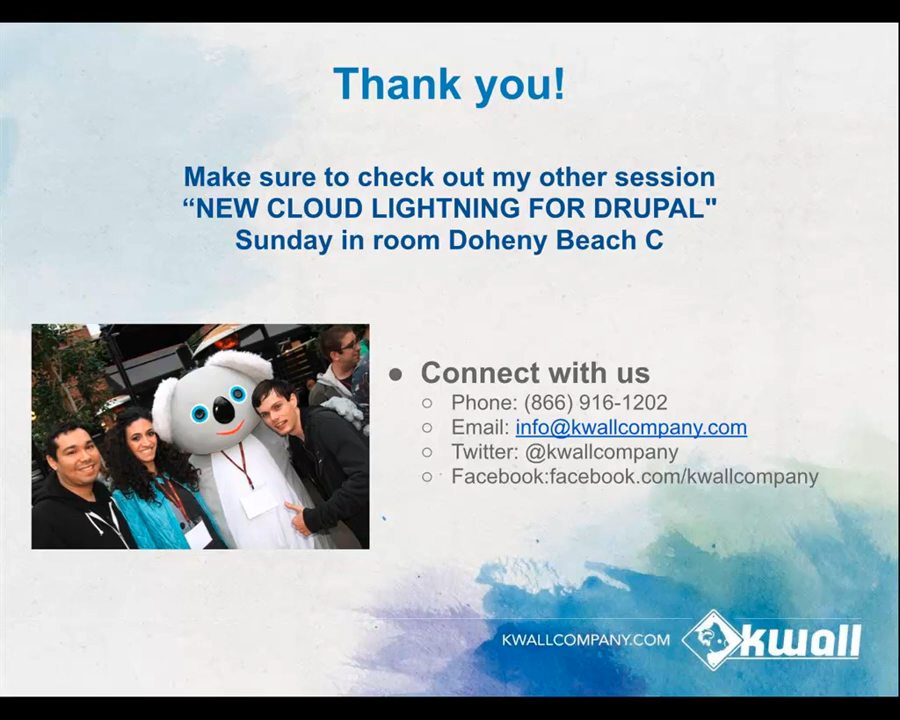 Thank you!
Make sure to check out my other session
“NEW CLOUD LIGHTNING FOR DRUPAL"
Sunday in room Doheny Beach C
● Connect with us
○ Phone: (866) 916-1202
○ Email: info@kwallcompany.com
○ Twitter: @kwallcompany
○ Facebook:facebook.com/kwallcompany
KWALLCOMPANY.COM
kwall